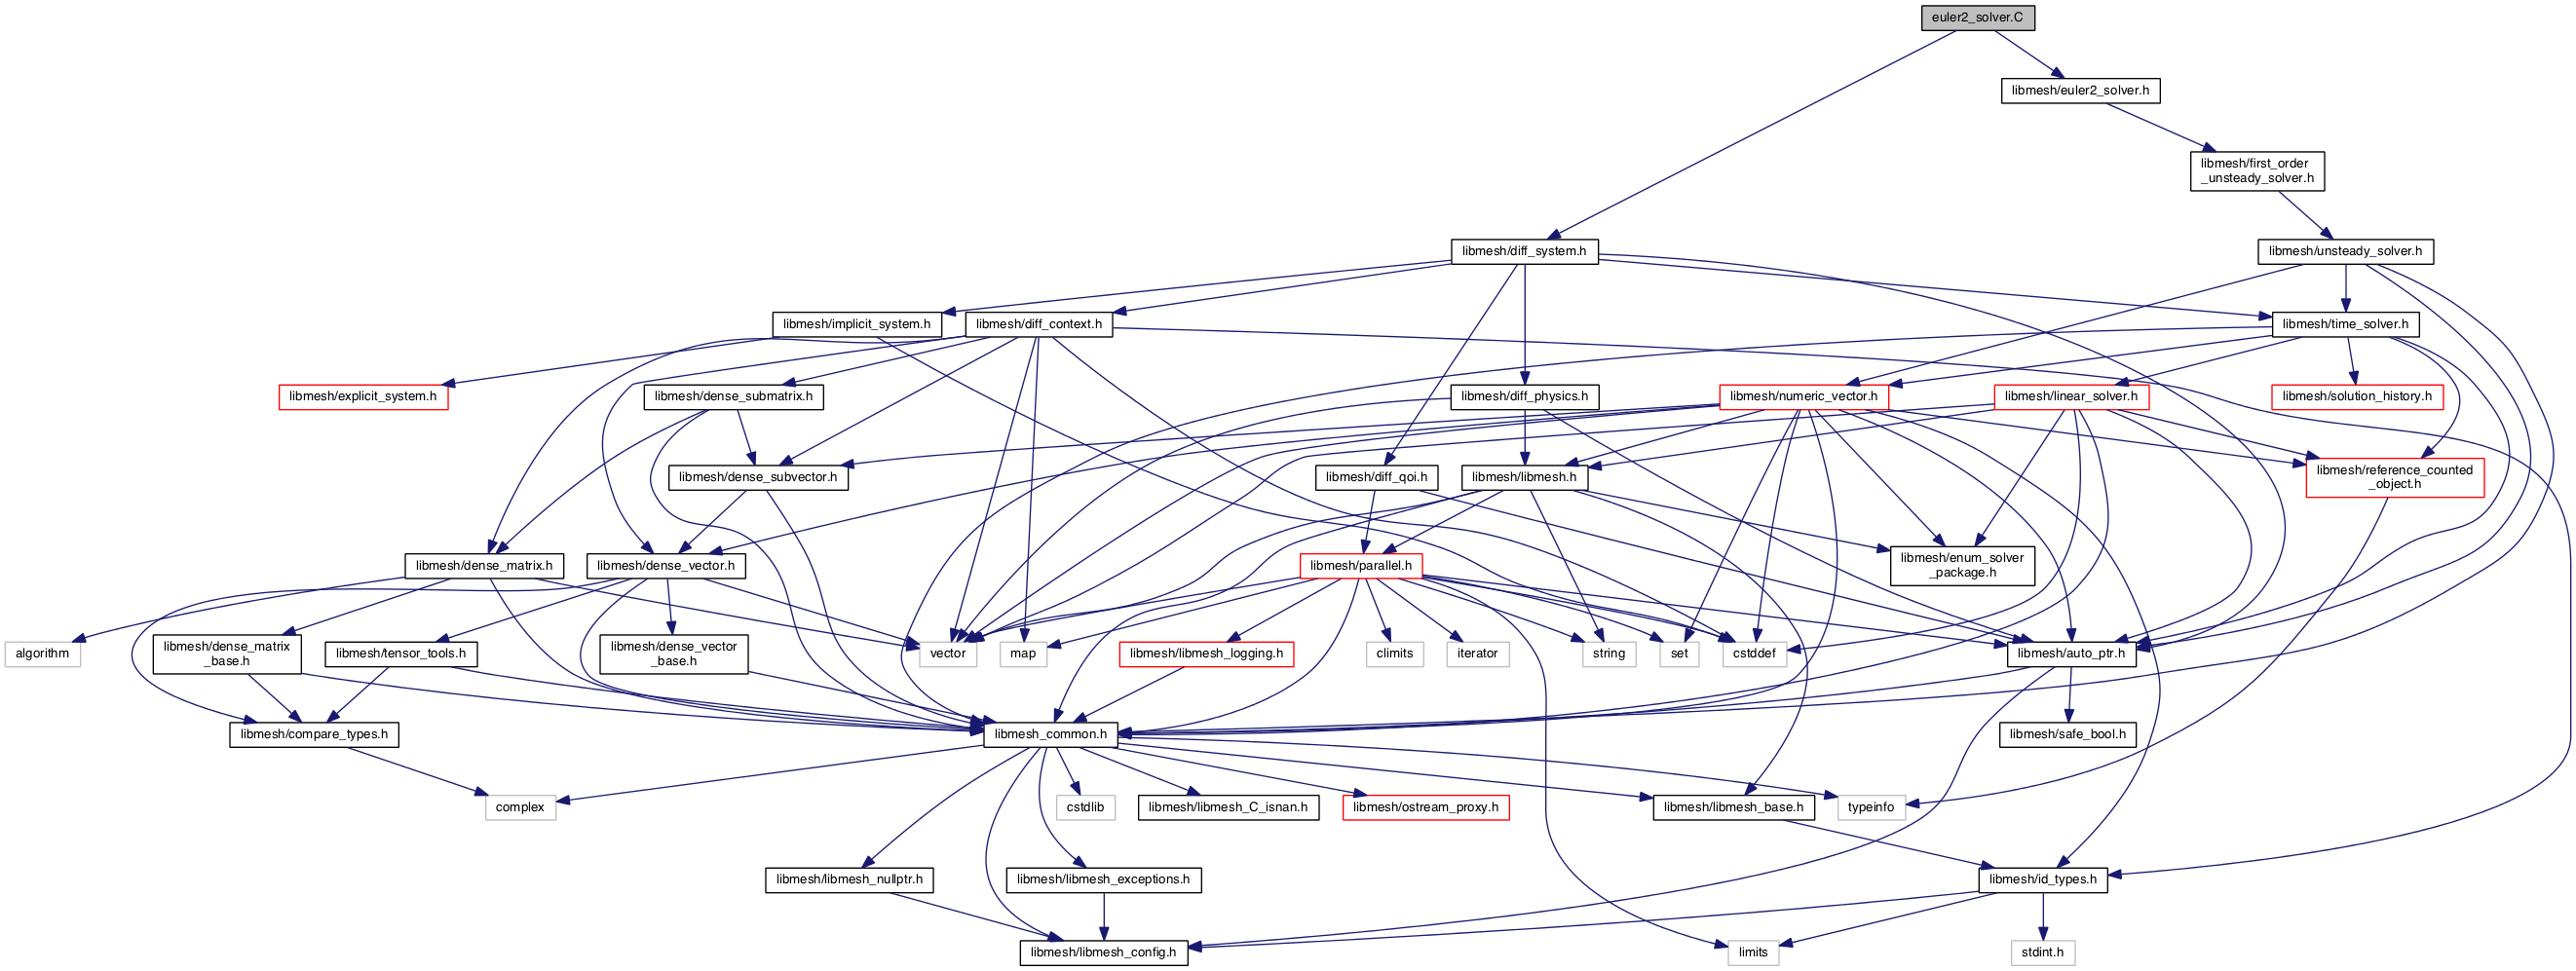 euler2_solver.C
libmesh/euler2_solver.h
libmesh/first_order
_unsteady_solver.h
libmesh/diff_system.h
libmesh/unsteady_solver.h
libmesh/implicit_system.h
libmesh/diff_context.h
libmesh/time_solver.h
libmesh/explicit_system.h
libmesh/dense_submatrix.h
libmesh/diff_physics.h
libmesh/numeric_vector.h
libmesh/linear_solver.h
libmesh/solution_history.h
libmesh/dense_subvector.h
libmesh/diff_qoi.h
libmesh/libmesh.h
libmesh/reference_counted
_object.h
libmesh/dense_matrix.h
libmesh/dense_vector.h
libmesh/parallel.h
libmesh/enum_solver
_package.h
algorithm
libmesh/dense_matrix
_base.h
libmesh/tensor_tools.h
libmesh/dense_vector
_base.h
vector
map
libmesh/libmesh_logging.h
climits
iterator
string
set
cstddef
libmesh/auto_ptr.h
libmesh/compare_types.h
libmesh_common.h
libmesh/safe_bool.h
complex
cstdlib
libmesh/libmesh_C_isnan.h
libmesh/ostream_proxy.h
libmesh/libmesh_base.h
typeinfo
libmesh/libmesh_nullptr.h
libmesh/libmesh_exceptions.h
libmesh/id_types.h
libmesh/libmesh_config.h
limits
stdint.h